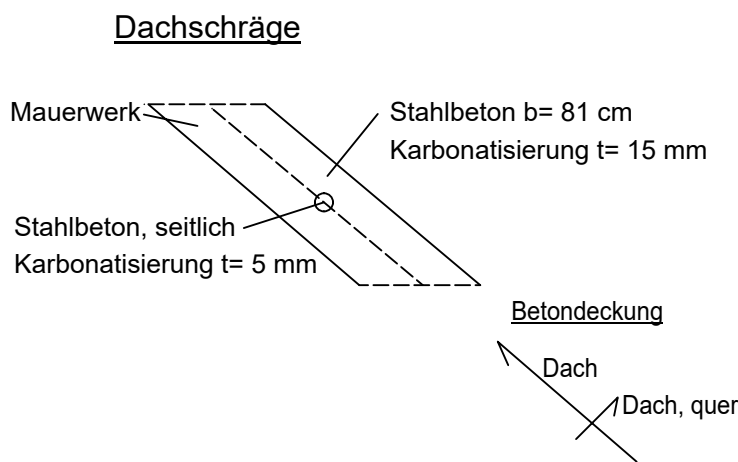 Dachschräge
Mauerwerk
Stahlbeton b= 81 cm
Karbonatisierung t= 15 mm
Stahlbeton, seitlich
Karbonatisierung t= 5 mm
Betondeckung
Dach
Dach, quer